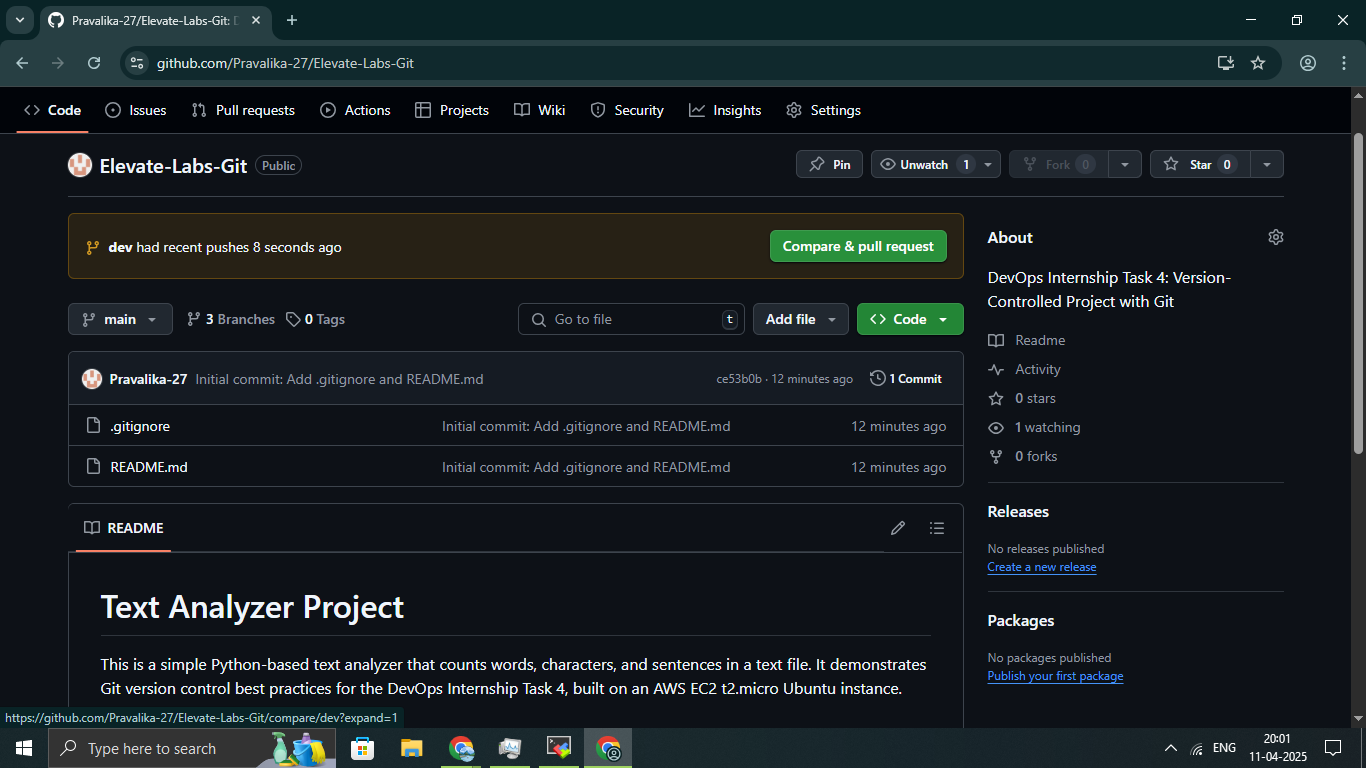 Pravalika-27/Elevate-Labs-Git: D
github.com/Pravalika-27/Elevate-Labs-Git
Code Issues Pull requests Actions Projects Wiki Security Insights Settings
Elevate-Labs-Git Public Pin Unwatch 1 Fork 0 Star 0
dev had recent pushes 8 seconds ago Compare & pull request
main 3 Branches 0 Tags Go to file t Add file Code
Pravalika-27 Initial commit: Add .gitignore and README.md ce53b0b · 12 minutes ago 1 Commit
.gitignore Initial commit: Add .gitignore and README.md 12 minutes ago
README.md Initial commit: Add .gitignore and README.md 12 minutes ago
README
Text Analyzer Project
This is a simple Python-based text analyzer that counts words, characters, and sentences in a text file. It demonstrates
Git version control best practices for the DevOps Internship Task 4, built on an AWS EC2 t2.micro Ubuntu instance.
About
DevOps Internship Task 4: Version-
Controlled Project with Git
Readme
Activity
0 stars
1 watching
0 forks
Releases
No releases published
Create a new release
Packages
No packages published
Publish your first package
https://github.com/Pravalika-27/Elevate-Labs-Git/compare/dev?expand=1
Type here to search
ENG
20:01
11-04-2025